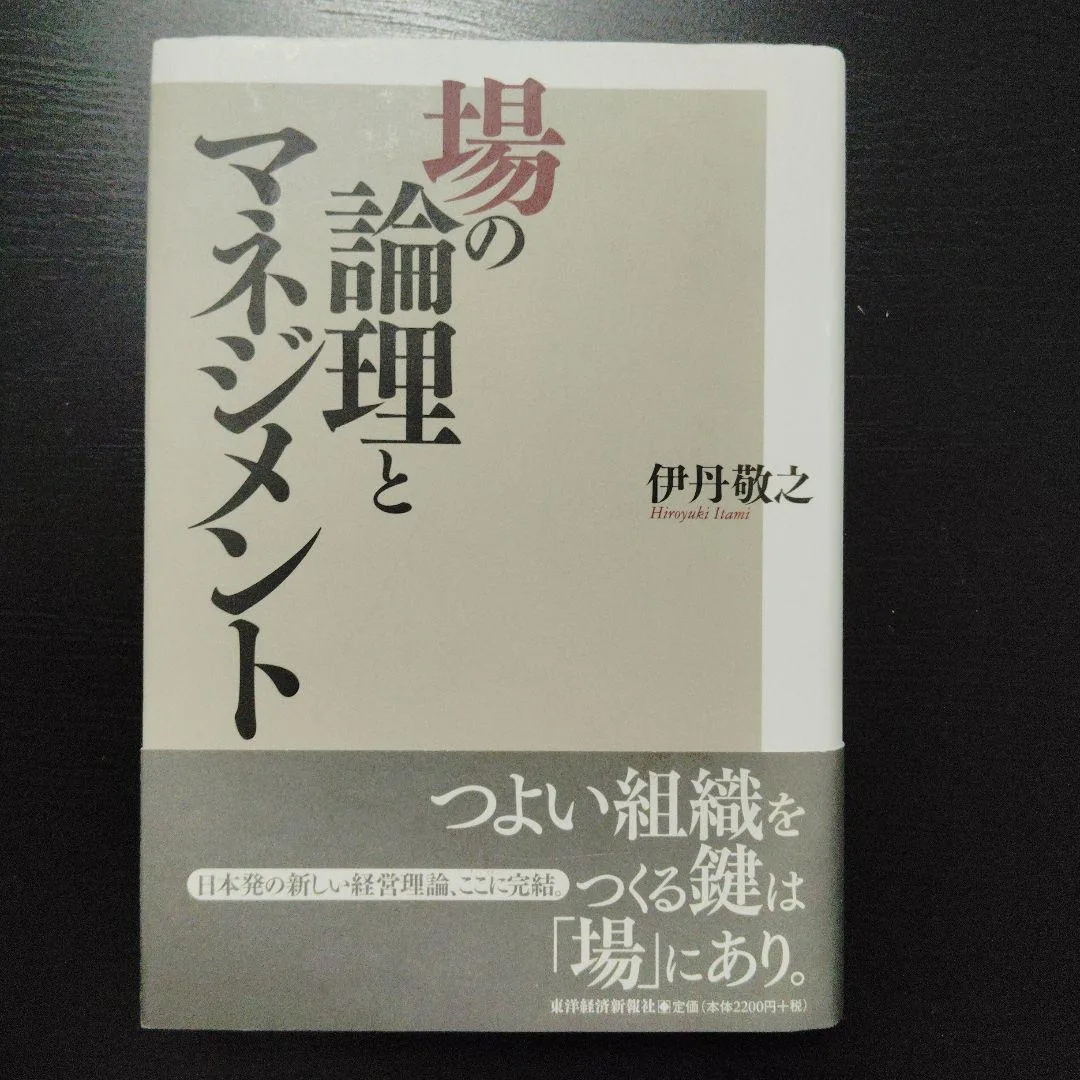 場の
論理と
マネジメント
伊丹敬之
Hiroyuki Itami
つよい組織を
つくる鍵は
「場」にあり。
日本発の新しい経営理論、ここに完結。
東洋経済新報社 定価（本体2200円+税）